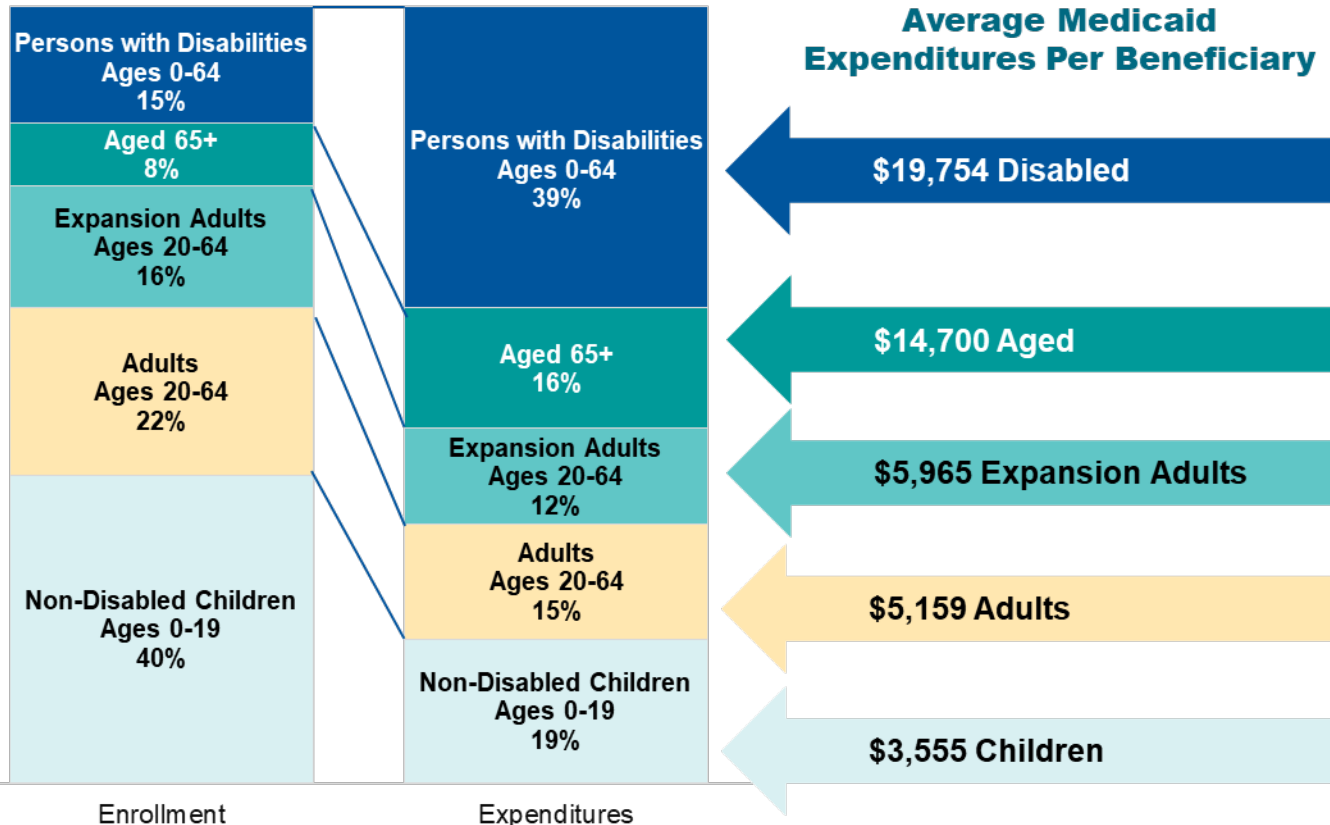 Average Medicaid
Expenditures Per Beneficiary
Persons with Disabilities
Ages 0-64
15%
Aged 65+
8%
Expansion Adults
Ages 20-64
16%
Adults
Ages 20-64
22%
Non-Disabled Children
Ages 0-19
40%
Enrollment
Persons with Disabilities
Ages 0-64
39%
Aged 65+
16%
Expansion Adults
Ages 20-64
12%
Adults
Ages 20-64
15%
Non-Disabled Children
Ages 0-19
19%
Expenditures
$19,754 Disabled
$14,700 Aged
$5,965 Expansion Adults
$5,159 Adults
$3,555 Children